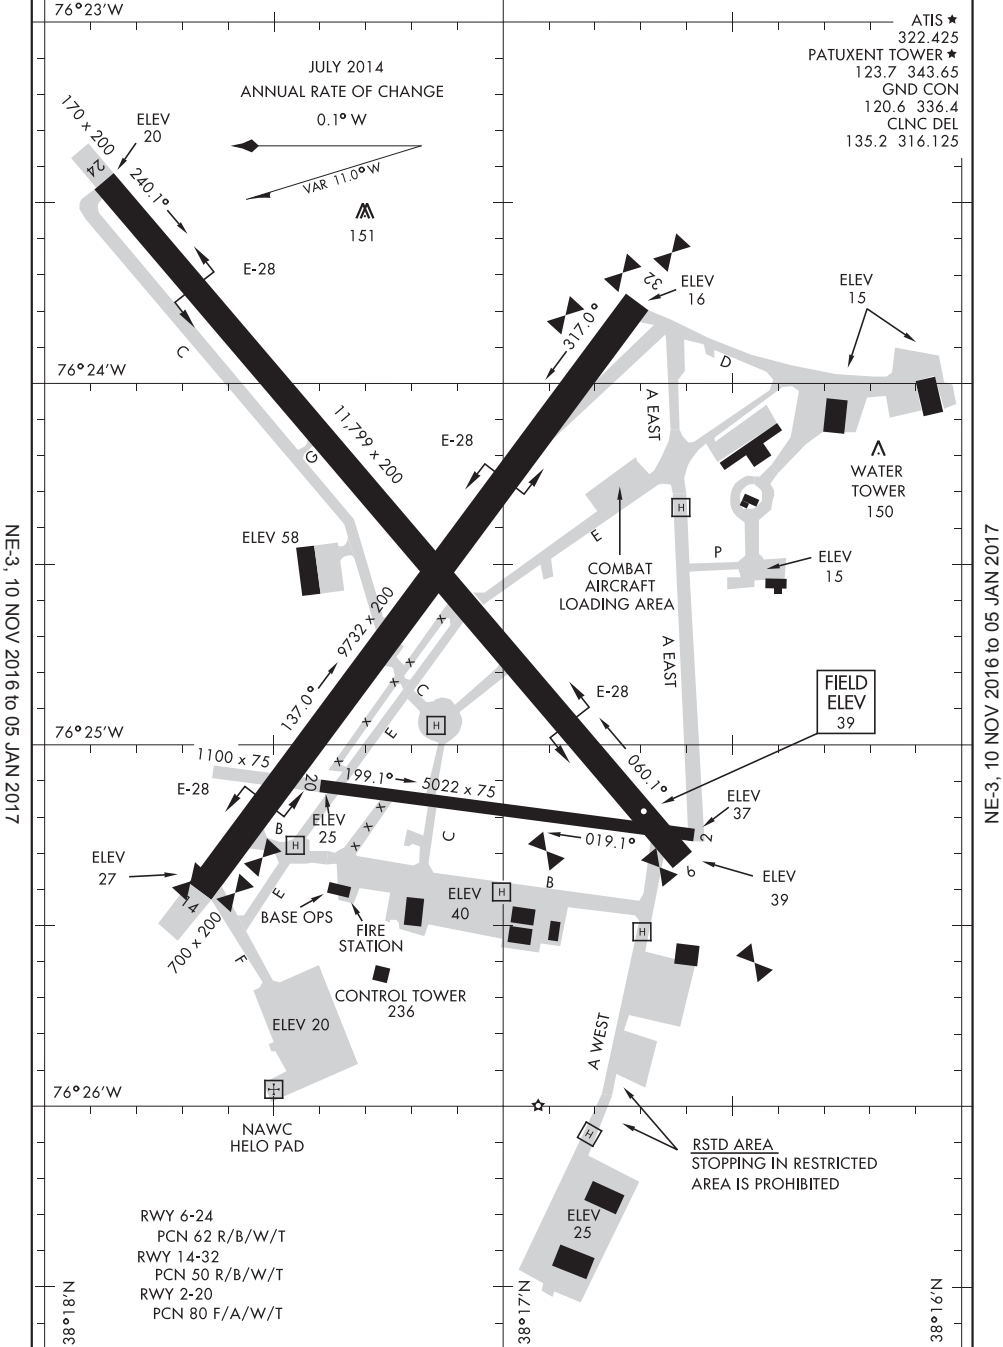 76°23'W
ATIS ★
322.425
PATUXENT TOWER ★
123.7 343.65
GND CON
120.6 336.4
CLNC DEL
135.2 316.125
JULY 2014
ANNUAL RATE OF CHANGE
0.1° W
VAR 11.0° W
170 x 200
ELEV
20
24
240.1°
151
E-28
C
32
ELEV
16
317.0°
ELEV
15
76°24'W
D
A EAST
11,799 x 200
E-28
G
WATER
TOWER
150
H
ELEV 58
E
COMBAT
AIRCRAFT
LOADING AREA
P
ELEV
15
NE-3, 10 NOV 2016 to 05 JAN 2017
NE-3, 10 NOV 2016 to 05 JAN 2017
9732 x 200
x
x
x
x
x
x
x
x
137.0°
C
E
H
A EAST
E-28
FIELD
ELEV
39
76°25'W
1100 x 75
E-28
20
199.1°
5022 x 75
060.1°
ELEV
37
2
B
ELEV
25
H
C
019.1°
ELEV
27
14
E
B
6
ELEV
39
BASE OPS
FIRE
STATION
ELEV
40
H
H
700 x 200
F
CONTROL TOWER
236
ELEV 20
A WEST
76°26'W
NAWC
HELO PAD
H
RSTD AREA
STOPPING IN RESTRICTED
AREA IS PROHIBITED
ELEV
25
RWY 6-24
PCN 62 R/B/W/T
RWY 14-32
PCN 50 R/B/W/T
RWY 2-20
PCN 80 F/A/W/T
38°18'N
38°17'N
38°16'N